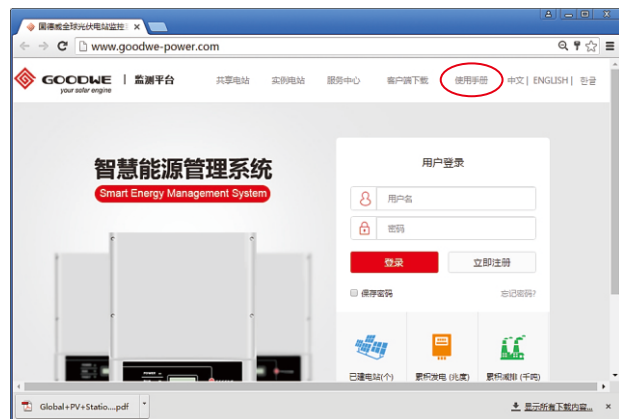 固德威全球光伏电站监控
www.goodwe-power.com
GOODWE | 监测平台
your solar engine
共享电站 实例电站 服务中心 客户端下载 使用手册 中文| ENGLISH| 한글
智慧能源管理系统
Smart Energy Management System
用户登录
用户名
密码
登录 立即注册
保存密码 忘记密码?
已建电站(个) 累积发电 (兆度) 累积减排 (千吨)
Global+PV+Statio....pdf 显示所有下载内容...